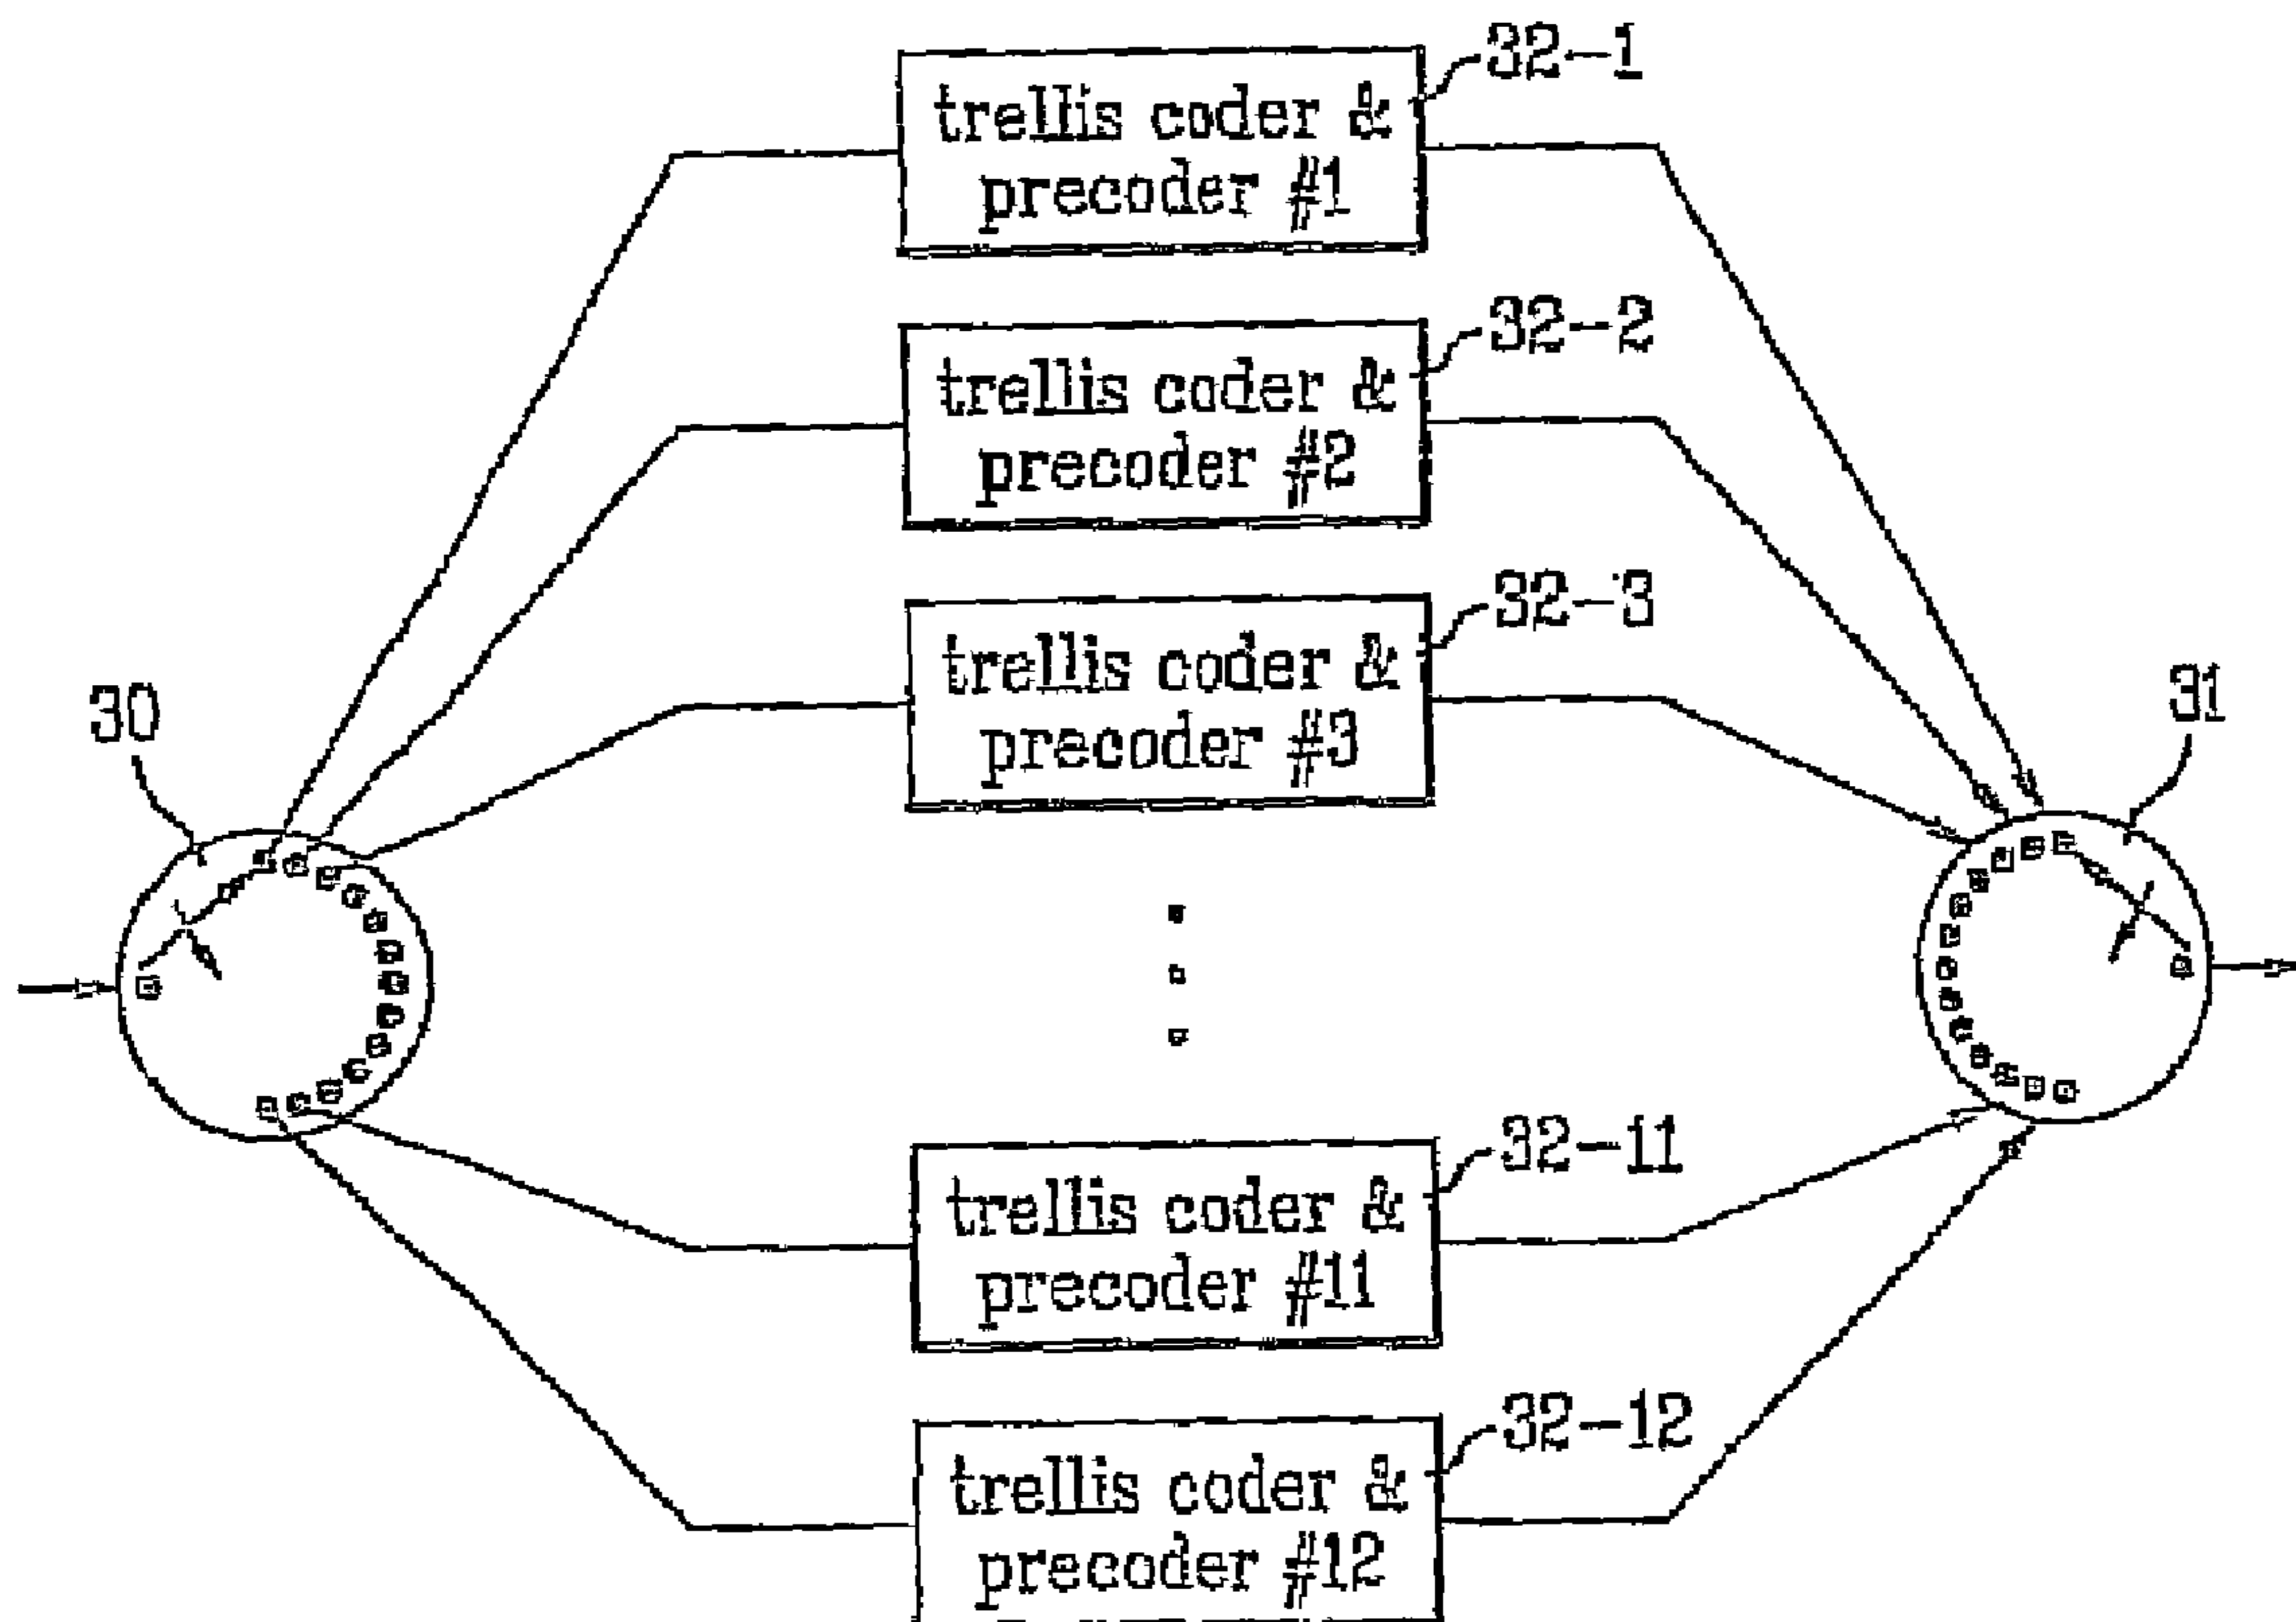 32-1
trellis coder &
precoder #1
32-2
trellis coder &
precoder #2
32-3
trellis coder &
precoder #3
30
31
32-11
trellis coder &
precoder #11
32-12
trellis coder &
precoder #12